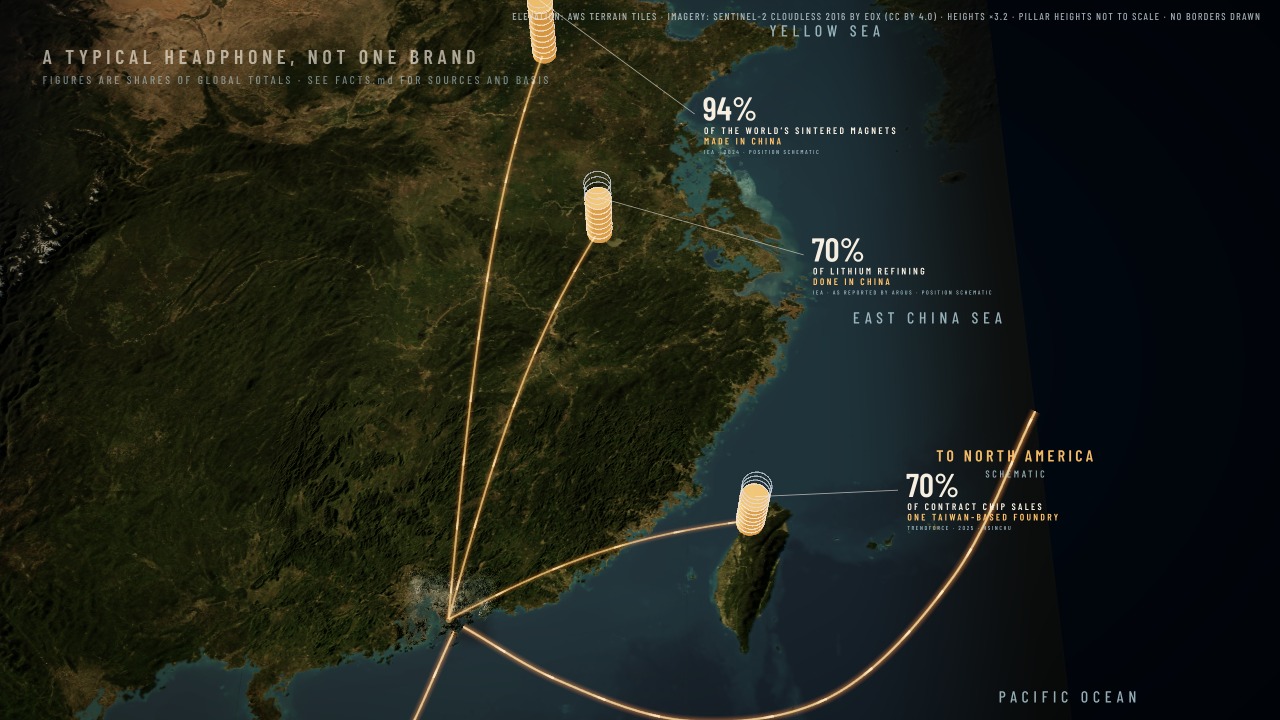 ELEVATION: AWS TERRAIN TILES · IMAGERY: SENTINEL-2 CLOUDLESS 2016 BY EOX (CC BY 4.0) · HEIGHTS ×3.2 · PILLAR HEIGHTS NOT TO SCALE · NO BORDERS DRAWN
YELLOW SEA
A TYPICAL HEADPHONE, NOT ONE BRAND
FIGURES ARE SHARES OF GLOBAL TOTALS · SEE FACTS.md FOR SOURCES AND BASIS
94%
OF THE WORLD'S SINTERED MAGNETS
MADE IN CHINA
IEA · 2024 · POSITION SCHEMATIC
70%
OF LITHIUM REFINING
DONE IN CHINA
IEA · AS REPORTED BY ARGUS · POSITION SCHEMATIC
EAST CHINA SEA
TO NORTH AMERICA
SCHEMATIC
70%
OF CONTRACT CHIP SALES
ONE TAIWAN-BASED FOUNDRY
TRENDFORCE · 2025 · HSINCHU
PACIFIC OCEAN